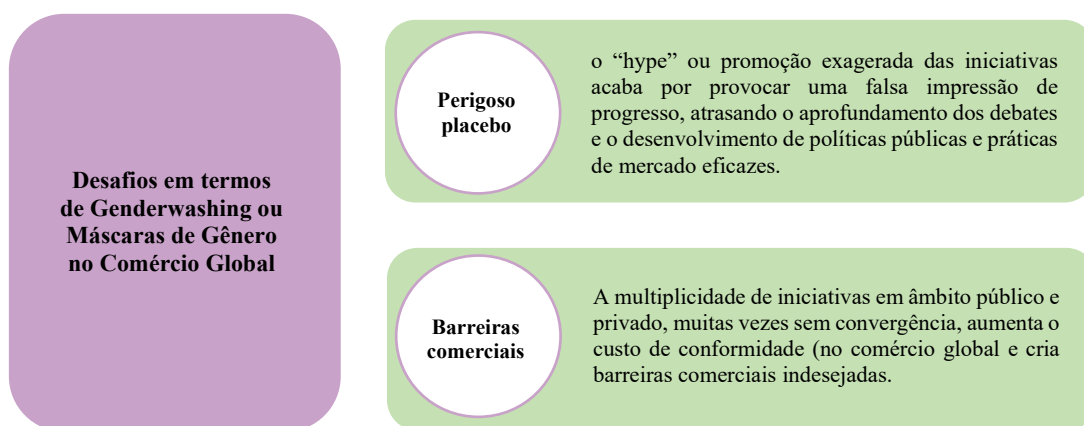 Desafios em termos
de Genderwashing ou
Máscaras de Gênero
no Comércio Global
Perigoso
placebo
o “hype” ou promoção exagerada das iniciativas
acaba por provocar uma falsa impressão de
progresso, atrasando o aprofundamento dos debates
e o desenvolvimento de políticas públicas e práticas
de mercado eficazes.
Barreiras
comerciais
A multiplicidade de iniciativas em âmbito público e
privado, muitas vezes sem convergência, aumenta o
custo de conformidade (no comércio global e cria
barreiras comerciais indesejadas.